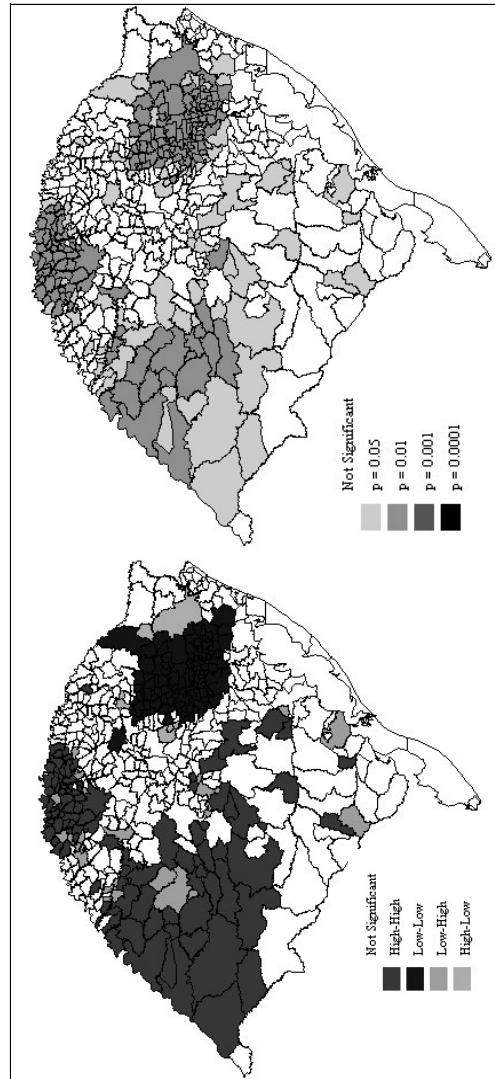 Not Significant
p = 0.05
p = 0.01
p = 0.001
p = 0.0001
Not Significant
High-High
Low-Low
Low-High
High-Low